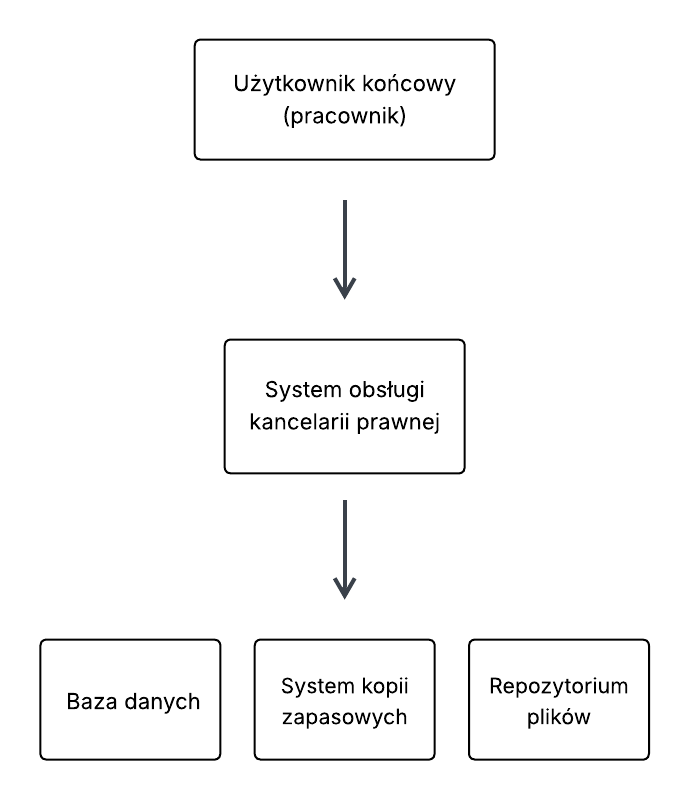 Użytkownik końcowy
(pracownik)
System obsługi
kancelarii prawnej
Baza danych
System kopii
zapasowych
Repozytorium
plików